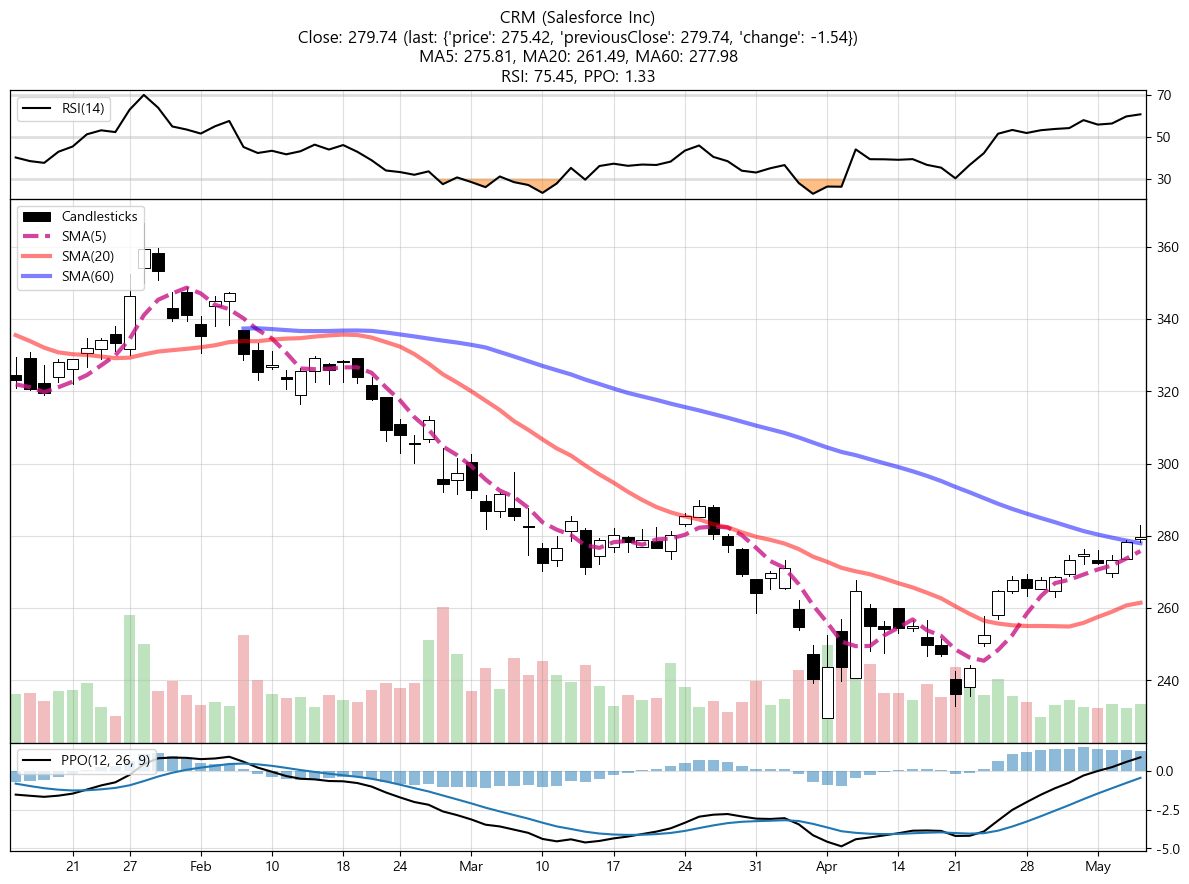 CRM (Salesforce Inc)
Close: 279.74 (last: {'price': 275.42, 'previousClose': 279.74, 'change': -1.54})
MA5: 275.81, MA20: 261.49, MA60: 277.98
RSI: 75.45, PPO: 1.33
RSI(14)
70
50
30
Candlesticks
SMA(5)
SMA(20)
SMA(60)
360
340
320
300
280
260
240
PPO(12, 26, 9)
0.0
−2.5
−5.0
21 27 Feb 10 18 24 Mar 10 17 24 31 Apr 14 21 28 May